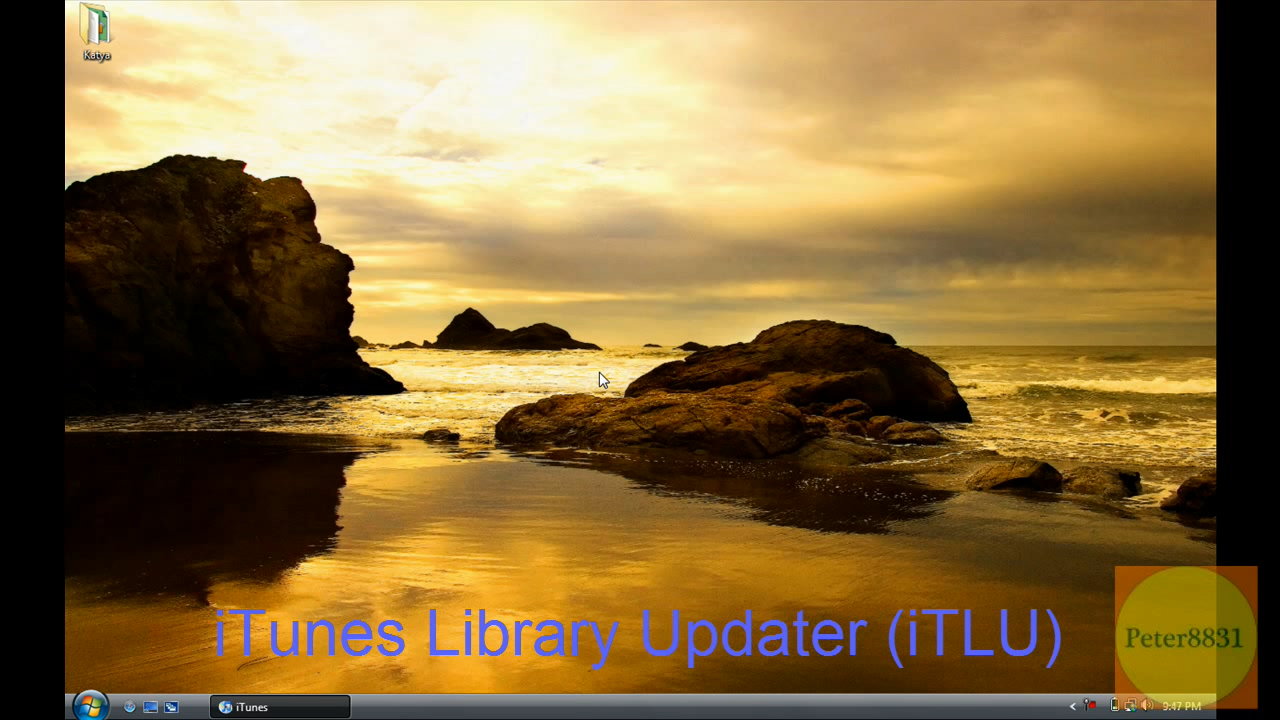 Katya
iTunes Library Updater (iTLU)
Peter8831
iTunes
9:47 PM